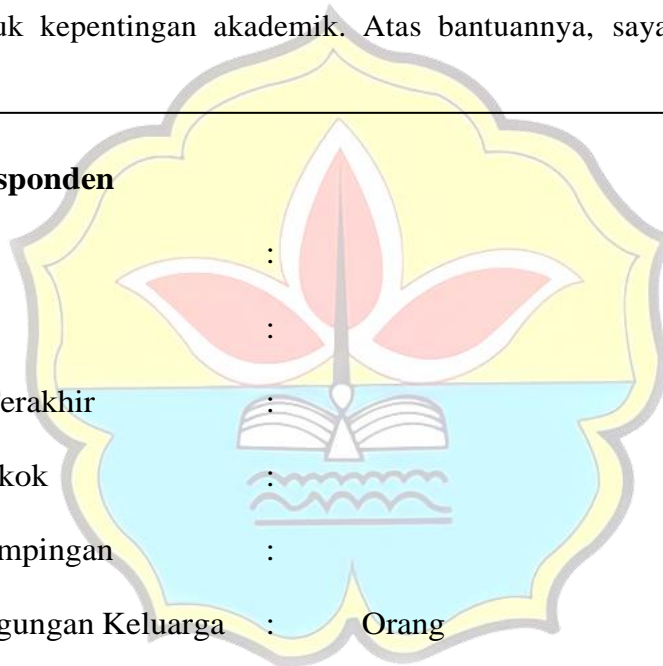 uk kepentingan akademik. Atas bantuannya, saya
sponden
:
:
erakhir :
kok :
mpingan :
gungan Keluarga : Orang